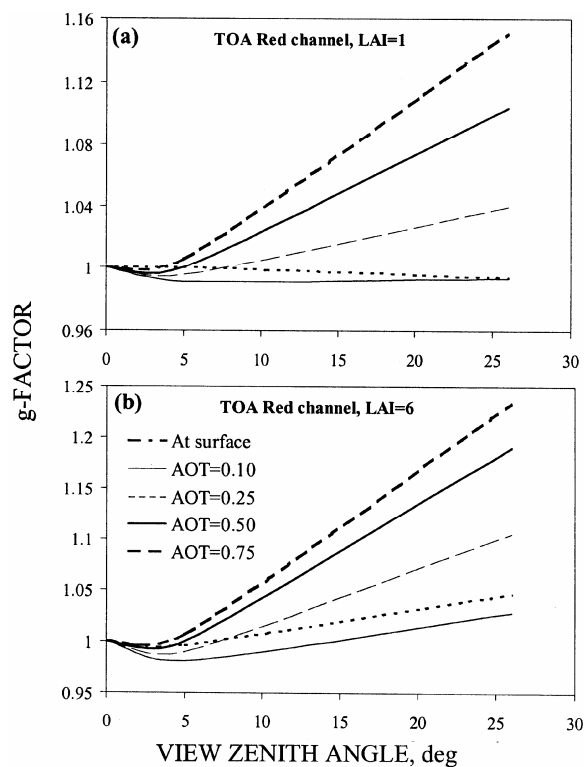 g-FACTOR
1.16
1.12
1.08
1.04
1
0.96
(a)
TOA Red channel, LAI=1
0 5 10 15 20 25 30
1.25
1.2
1.15
1.1
1.05
1
0.95
(b)
TOA Red channel, LAI=6
At surface
AOT=0.10
AOT=0.25
AOT=0.50
AOT=0.75
0 5 10 15 20 25 30
VIEW ZENITH ANGLE, deg